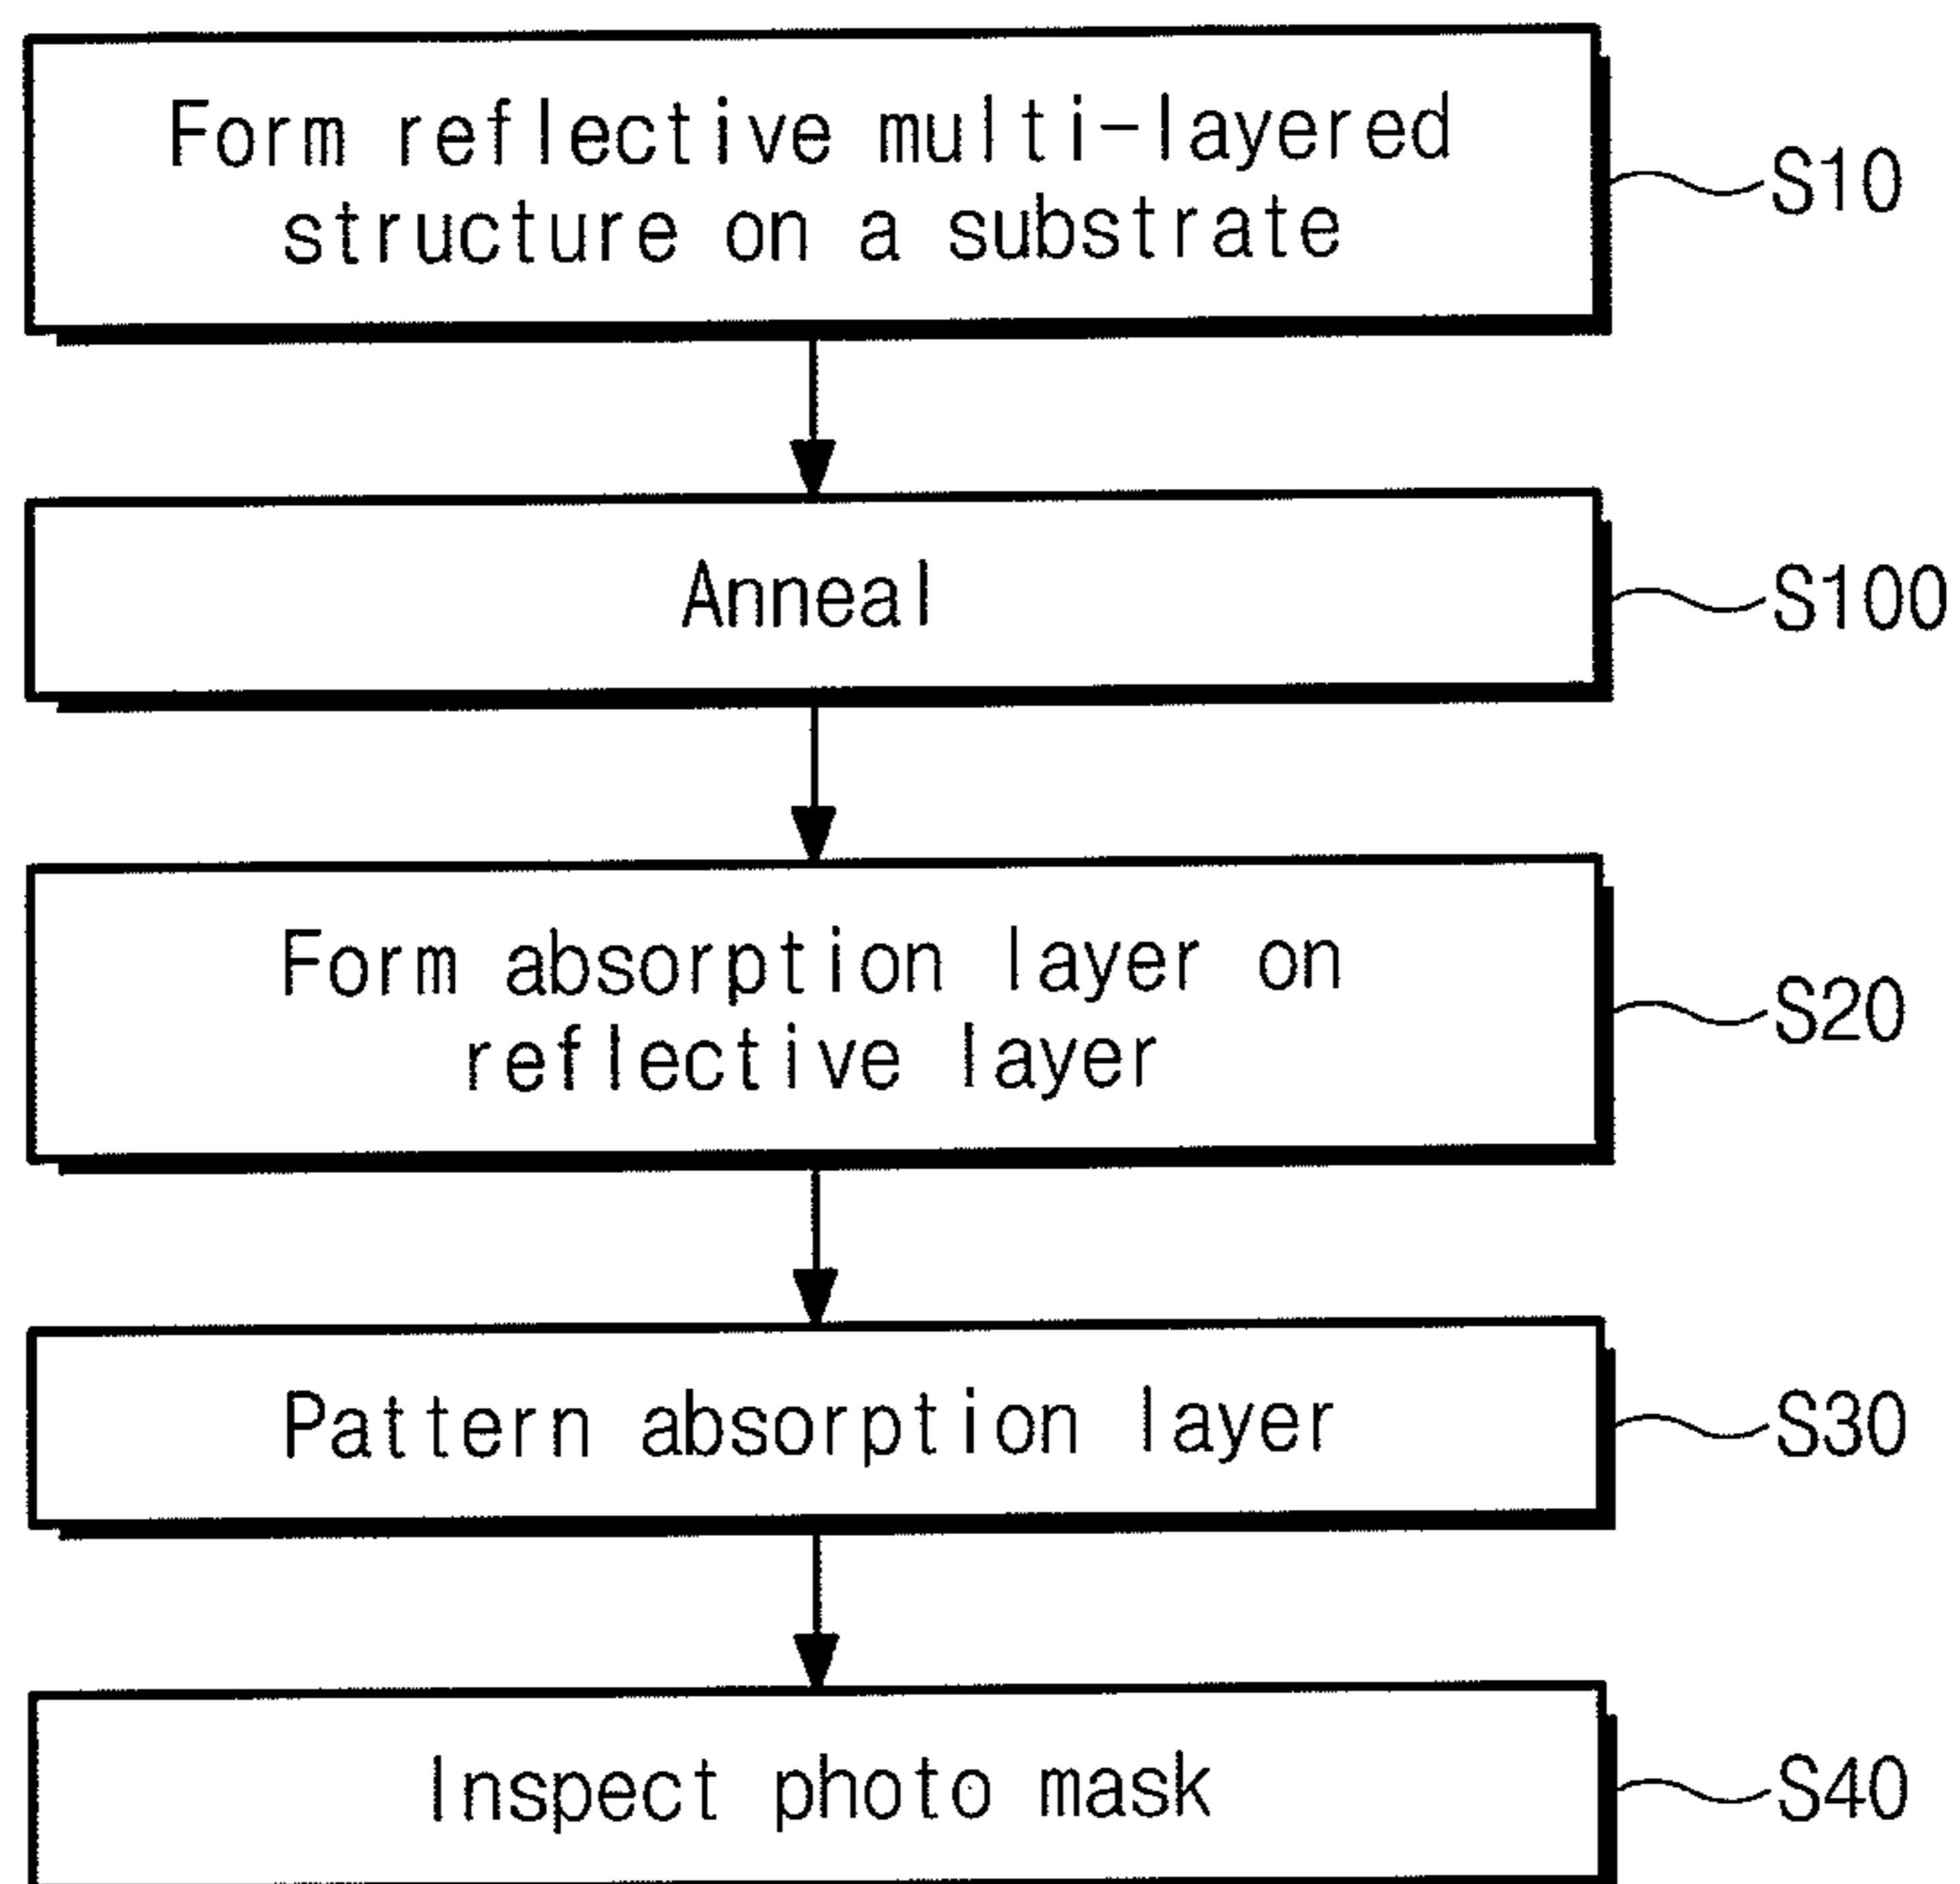 Form reflective multi-layered
structure on a substrate
S10
Anneal
S100
Form absorption layer on
reflective layer
S20
Pattern absorption layer
S30
Inspect photo mask
S40